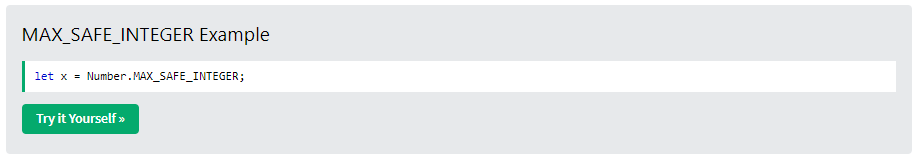 MAX_SAFE_INTEGER Example
let x = Number.MAX_SAFE_INTEGER;
Try it Yourself »